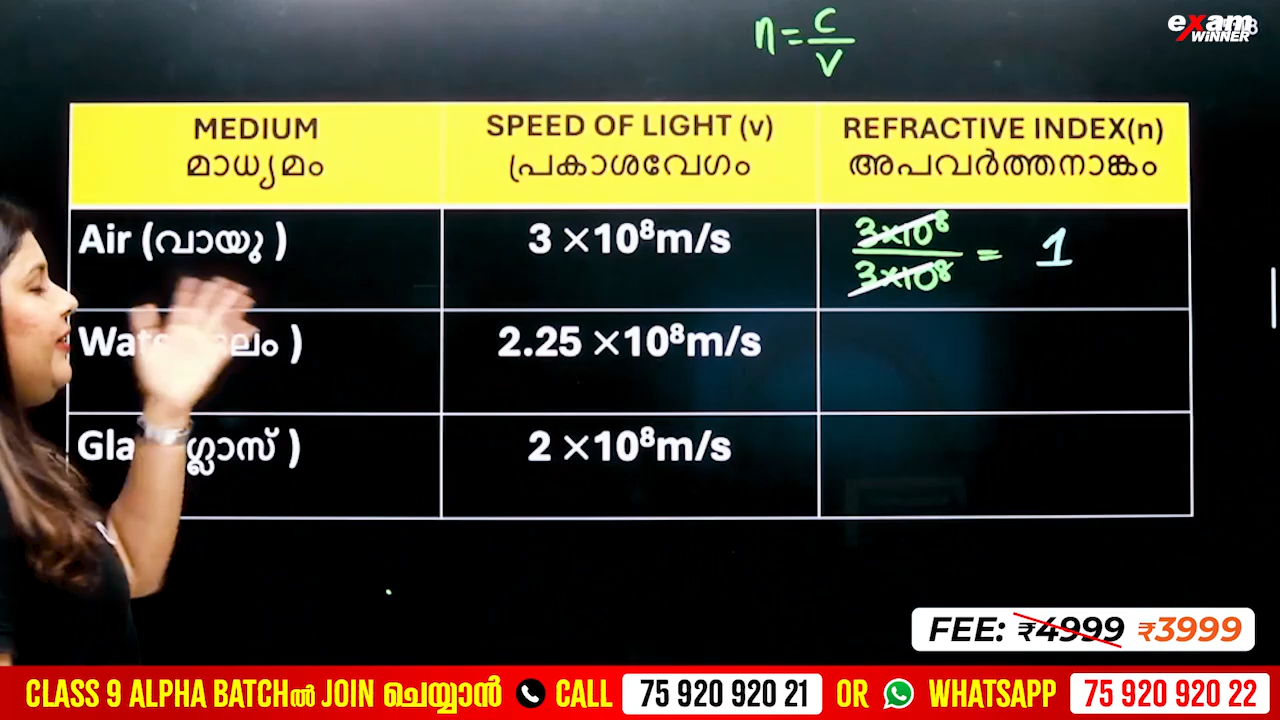 n = c/v
exam
WINNER
MEDIUM
മാധ്യമം
SPEED OF LIGHT (v)
പ്രകാശവേഗം
REFRACTIVE INDEX(n)
അപവർത്തനാങ്കം
Air (വായു )
3 ×10⁸m/s
3×10⁸/3×10⁸ = 1
2.25 ×10⁸m/s
ഗ്ലാസ് )
2 ×10⁸m/s
FEE: ₹4999 ₹3999
CLASS 9 ALPHA BATCHൽ JOIN ചെയ്യാൻ CALL 75 920 920 21 OR WHATSAPP 75 920 920 22